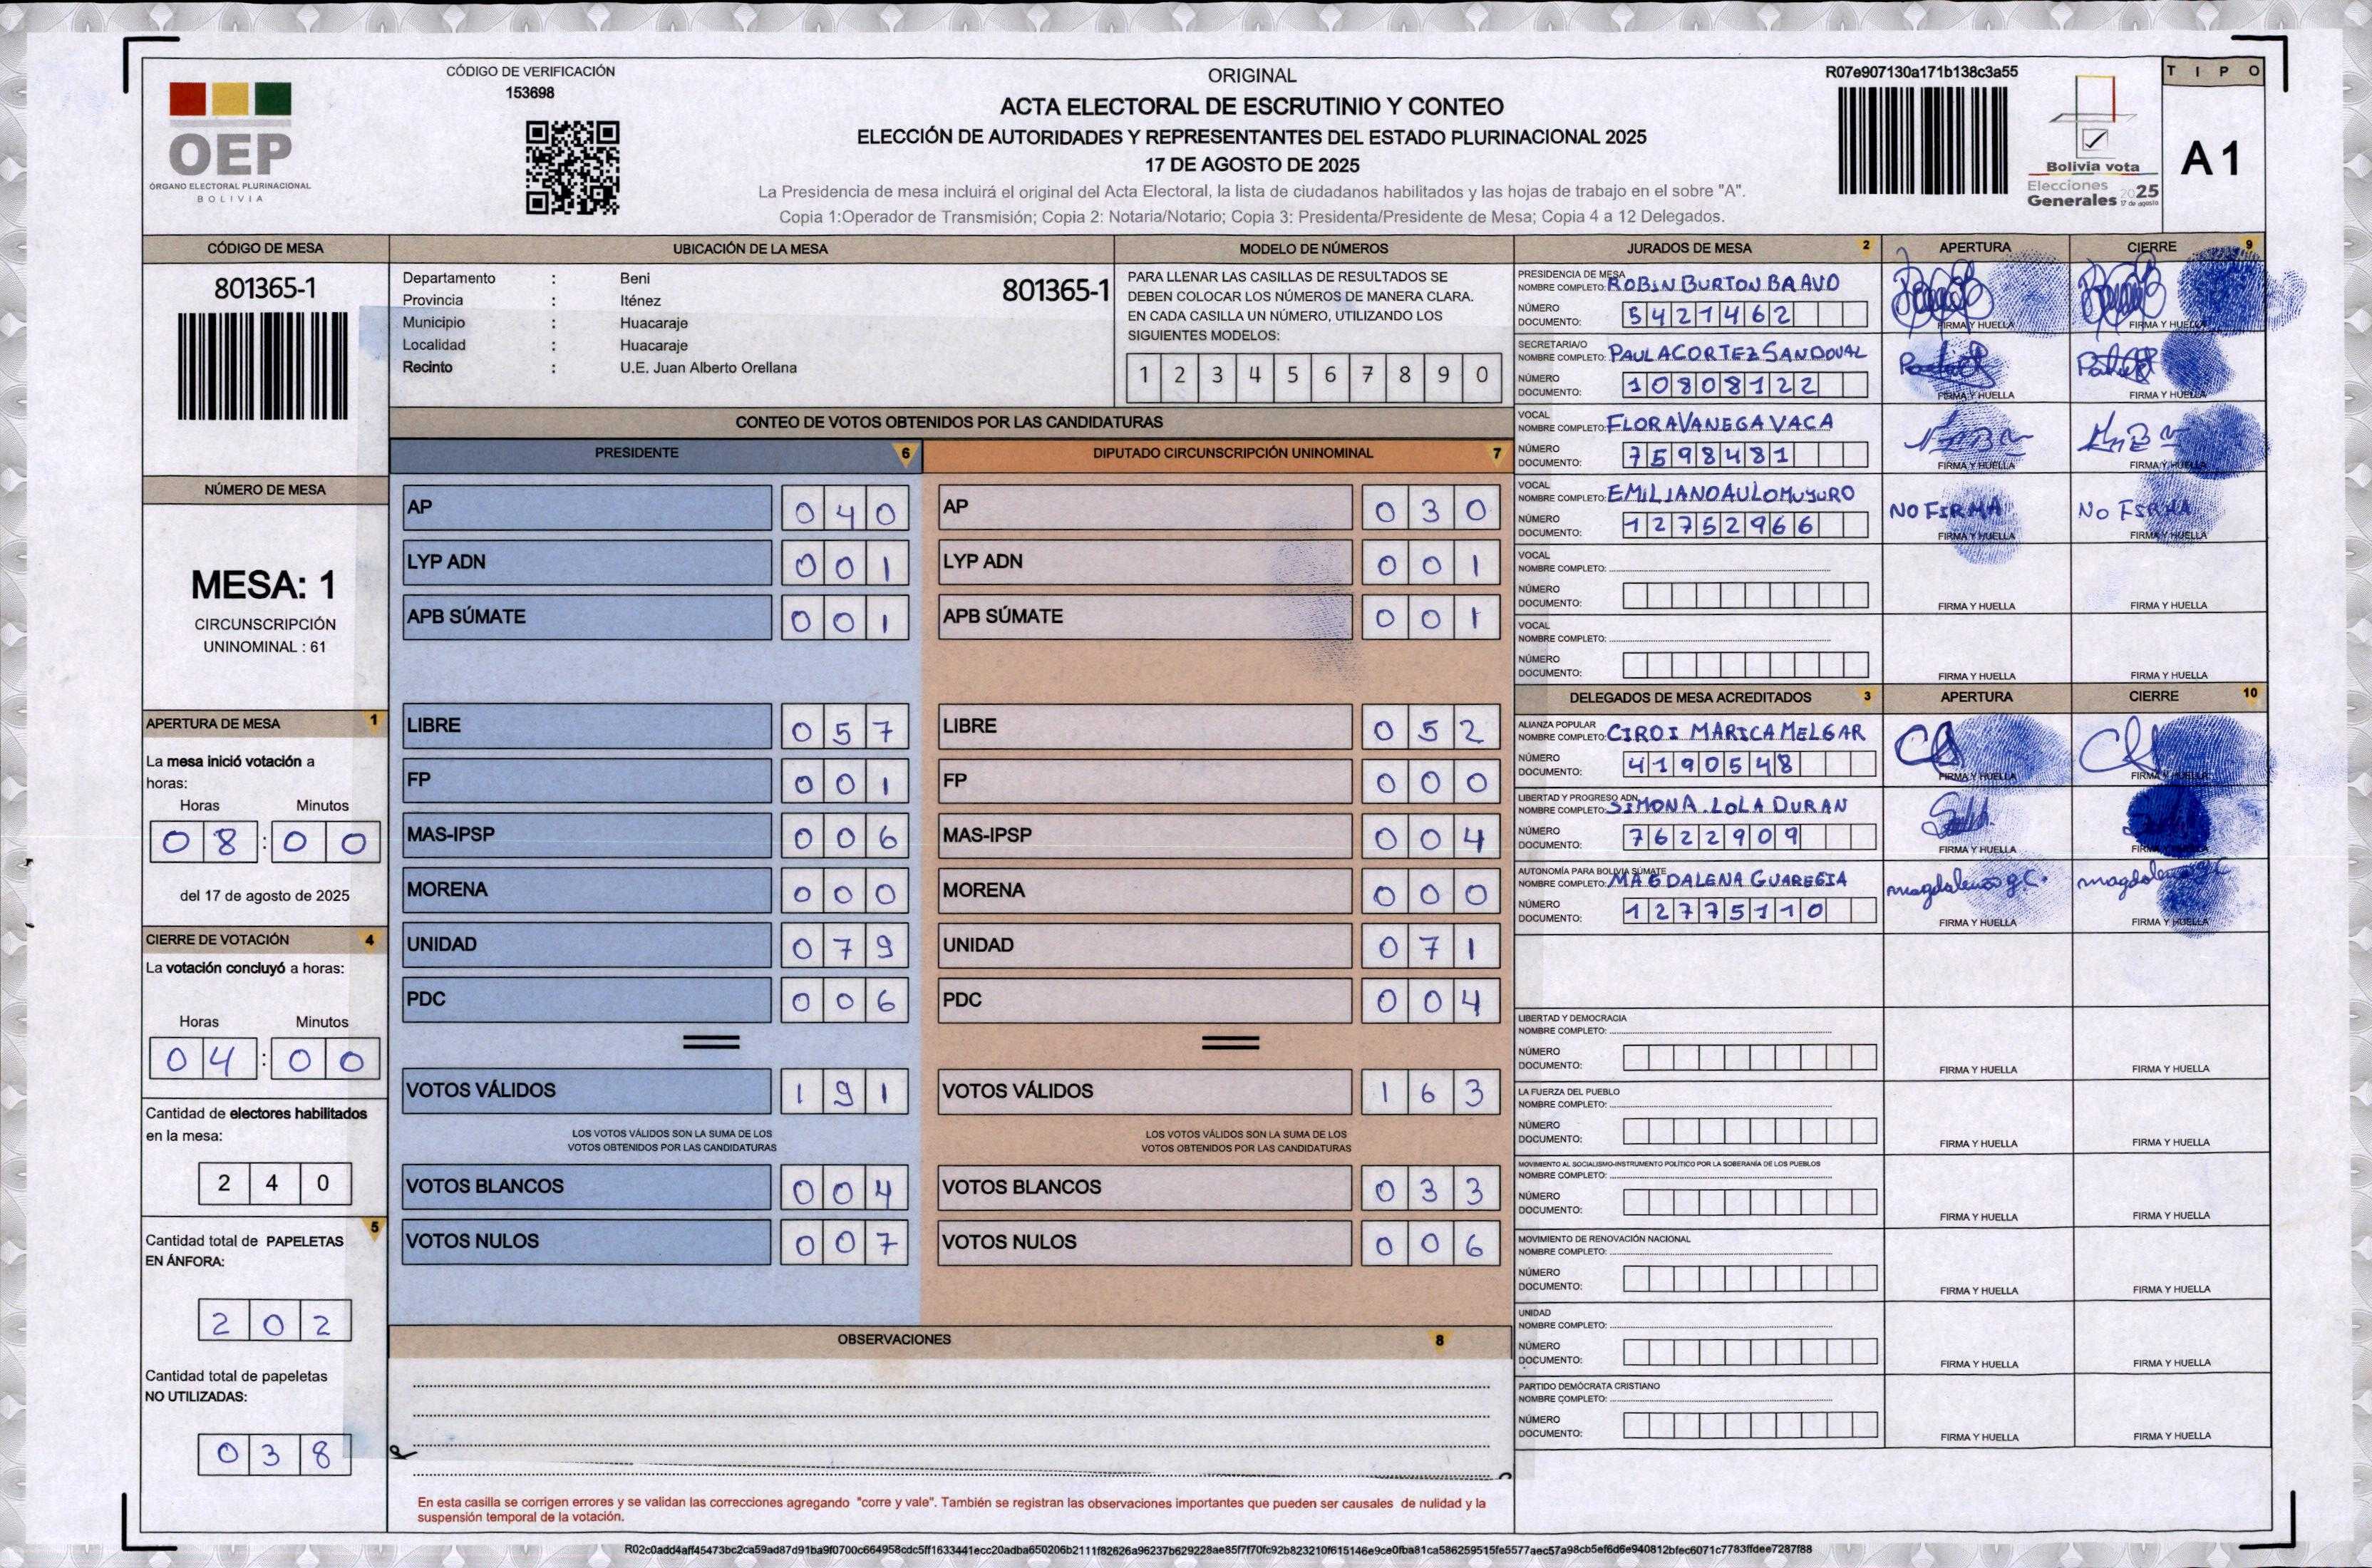 CÓDIGO DE VERIFICACIÓN
153698
OEP
ÓRGANO ELECTORAL PLURINACIONAL
BOLIVIA
ORIGINAL
ACTA ELECTORAL DE ESCRUTINIO Y CONTEO
ELECCIÓN DE AUTORIDADES Y REPRESENTANTES DEL ESTADO PLURINACIONAL 2025
17 DE AGOSTO DE 2025
La Presidencia de mesa incluirá el original del Acta Electoral, la lista de ciudadanos habilitados y las hojas de trabajo en el sobre "A".
Copia 1:Operador de Transmisión; Copia 2: Notaria/Notario; Copia 3: Presidenta/Presidente de Mesa; Copia 4 a 12 Delegados.
R07e907130a171b138c3a55
Bolivia vota
Elecciones
Generales 2025
17 de agosto
TIPO
A 1
CÓDIGO DE MESA
801365-1
NÚMERO DE MESA
MESA: 1
CIRCUNSCRIPCIÓN
UNINOMINAL : 61
APERTURA DE MESA 1
La mesa inició votación a
horas:
Horas Minutos
08:00
del 17 de agosto de 2025
CIERRE DE VOTACIÓN 4
La votación concluyó a horas:
Horas Minutos
04:00
Cantidad de electores habilitados
en la mesa:
240
5
Cantidad total de PAPELETAS
EN ÁNFORA:
202
Cantidad total de papeletas
NO UTILIZADAS:
038
UBICACIÓN DE LA MESA
Departamento : Beni
801365-1
Provincia : Iténez
Municipio : Huacaraje
Localidad : Huacaraje
Recinto : U.E. Juan Alberto Orellana
MODELO DE NÚMEROS
PARA LLENAR LAS CASILLAS DE RESULTADOS SE
DEBEN COLOCAR LOS NÚMEROS DE MANERA CLARA.
EN CADA CASILLA UN NÚMERO, UTILIZANDO LOS
SIGUIENTES MODELOS:
1 2 3 4 5 6 7 8 9 0
CONTEO DE VOTOS OBTENIDOS POR LAS CANDIDATURAS
PRESIDENTE 6
AP 040
LYP ADN 001
APB SÚMATE 001
LIBRE 057
FP 001
MAS-IPSP 006
MORENA 000
UNIDAD 079
PDC 006
VOTOS VÁLIDOS 191
LOS VOTOS VÁLIDOS SON LA SUMA DE LOS
VOTOS OBTENIDOS POR LAS CANDIDATURAS
VOTOS BLANCOS 004
VOTOS NULOS 007
DIPUTADO CIRCUNSCRIPCIÓN UNINOMINAL 7
AP 030
LYP ADN 001
APB SÚMATE 001
LIBRE 052
FP 000
MAS-IPSP 004
MORENA 000
UNIDAD 071
PDC 004
VOTOS VÁLIDOS 163
LOS VOTOS VÁLIDOS SON LA SUMA DE LOS
VOTOS OBTENIDOS POR LAS CANDIDATURAS
VOTOS BLANCOS 033
VOTOS NULOS 006
OBSERVACIONES 8
En esta casilla se corrigen errores y se validan las correcciones agregando "corre y vale". También se registran las observaciones importantes que pueden ser causales de nulidad y la
suspensión temporal de la votación.
JURADOS DE MESA 2 APERTURA CIERRE 9
PRESIDENCIA DE MESA
NOMBRE COMPLETO: ROBIN BURTON BRAVO
NÚMERO
DOCUMENTO: 5421462
FIRMA Y HUELLA FIRMA Y HUELLA
SECRETARIA/O
NOMBRE COMPLETO: PAULA CORTEZ SANDOVAL
NÚMERO
DOCUMENTO: 10808122
FIRMA Y HUELLA FIRMA Y HUELLA
VOCAL
NOMBRE COMPLETO: FLORA VANEGA VACA
NÚMERO
DOCUMENTO: 7598481
FIRMA Y HUELLA FIRMA Y HUELLA
VOCAL
NOMBRE COMPLETO: EMILIANO AULO MUYURO
NO FIRMA No FIRMA
NÚMERO
DOCUMENTO: 12752966
FIRMA Y HUELLA FIRMA Y HUELLA
VOCAL
NOMBRE COMPLETO:
NÚMERO
DOCUMENTO:
FIRMA Y HUELLA FIRMA Y HUELLA
VOCAL
NOMBRE COMPLETO:
NÚMERO
DOCUMENTO:
FIRMA Y HUELLA FIRMA Y HUELLA
DELEGADOS DE MESA ACREDITADOS 3 APERTURA CIERRE 10
ALIANZA POPULAR
NOMBRE COMPLETO: CIRDI MARICA MELGAR
NÚMERO
DOCUMENTO: 4190548
FIRMA Y HUELLA FIRMA Y HUELLA
LIBERTAD Y PROGRESO ADN
NOMBRE COMPLETO: SIMONA. LOLA DURAN
NÚMERO
DOCUMENTO: 7622909
FIRMA Y HUELLA FIRMA Y HUELLA
AUTONOMÍA PARA BOLIVIA SÚMATE
NOMBRE COMPLETO: MAGDALENA GUAREGIA
magdalena g.C. magdalena g.C
NÚMERO
DOCUMENTO: 12775110
FIRMA Y HUELLA FIRMA Y HUELLA
LIBERTAD Y DEMOCRACIA
NOMBRE COMPLETO:
NÚMERO
DOCUMENTO:
FIRMA Y HUELLA FIRMA Y HUELLA
LA FUERZA DEL PUEBLO
NOMBRE COMPLETO:
NÚMERO
DOCUMENTO:
FIRMA Y HUELLA FIRMA Y HUELLA
MOVIMIENTO AL SOCIALISMO-INSTRUMENTO POLÍTICO POR LA SOBERANÍA DE LOS PUEBLOS
NOMBRE COMPLETO:
NÚMERO
DOCUMENTO:
FIRMA Y HUELLA FIRMA Y HUELLA
MOVIMIENTO DE RENOVACIÓN NACIONAL
NOMBRE COMPLETO:
NÚMERO
DOCUMENTO:
FIRMA Y HUELLA FIRMA Y HUELLA
UNIDAD
NOMBRE COMPLETO:
NÚMERO
DOCUMENTO:
FIRMA Y HUELLA FIRMA Y HUELLA
PARTIDO DEMÓCRATA CRISTIANO
NOMBRE COMPLETO:
NÚMERO
DOCUMENTO:
FIRMA Y HUELLA FIRMA Y HUELLA